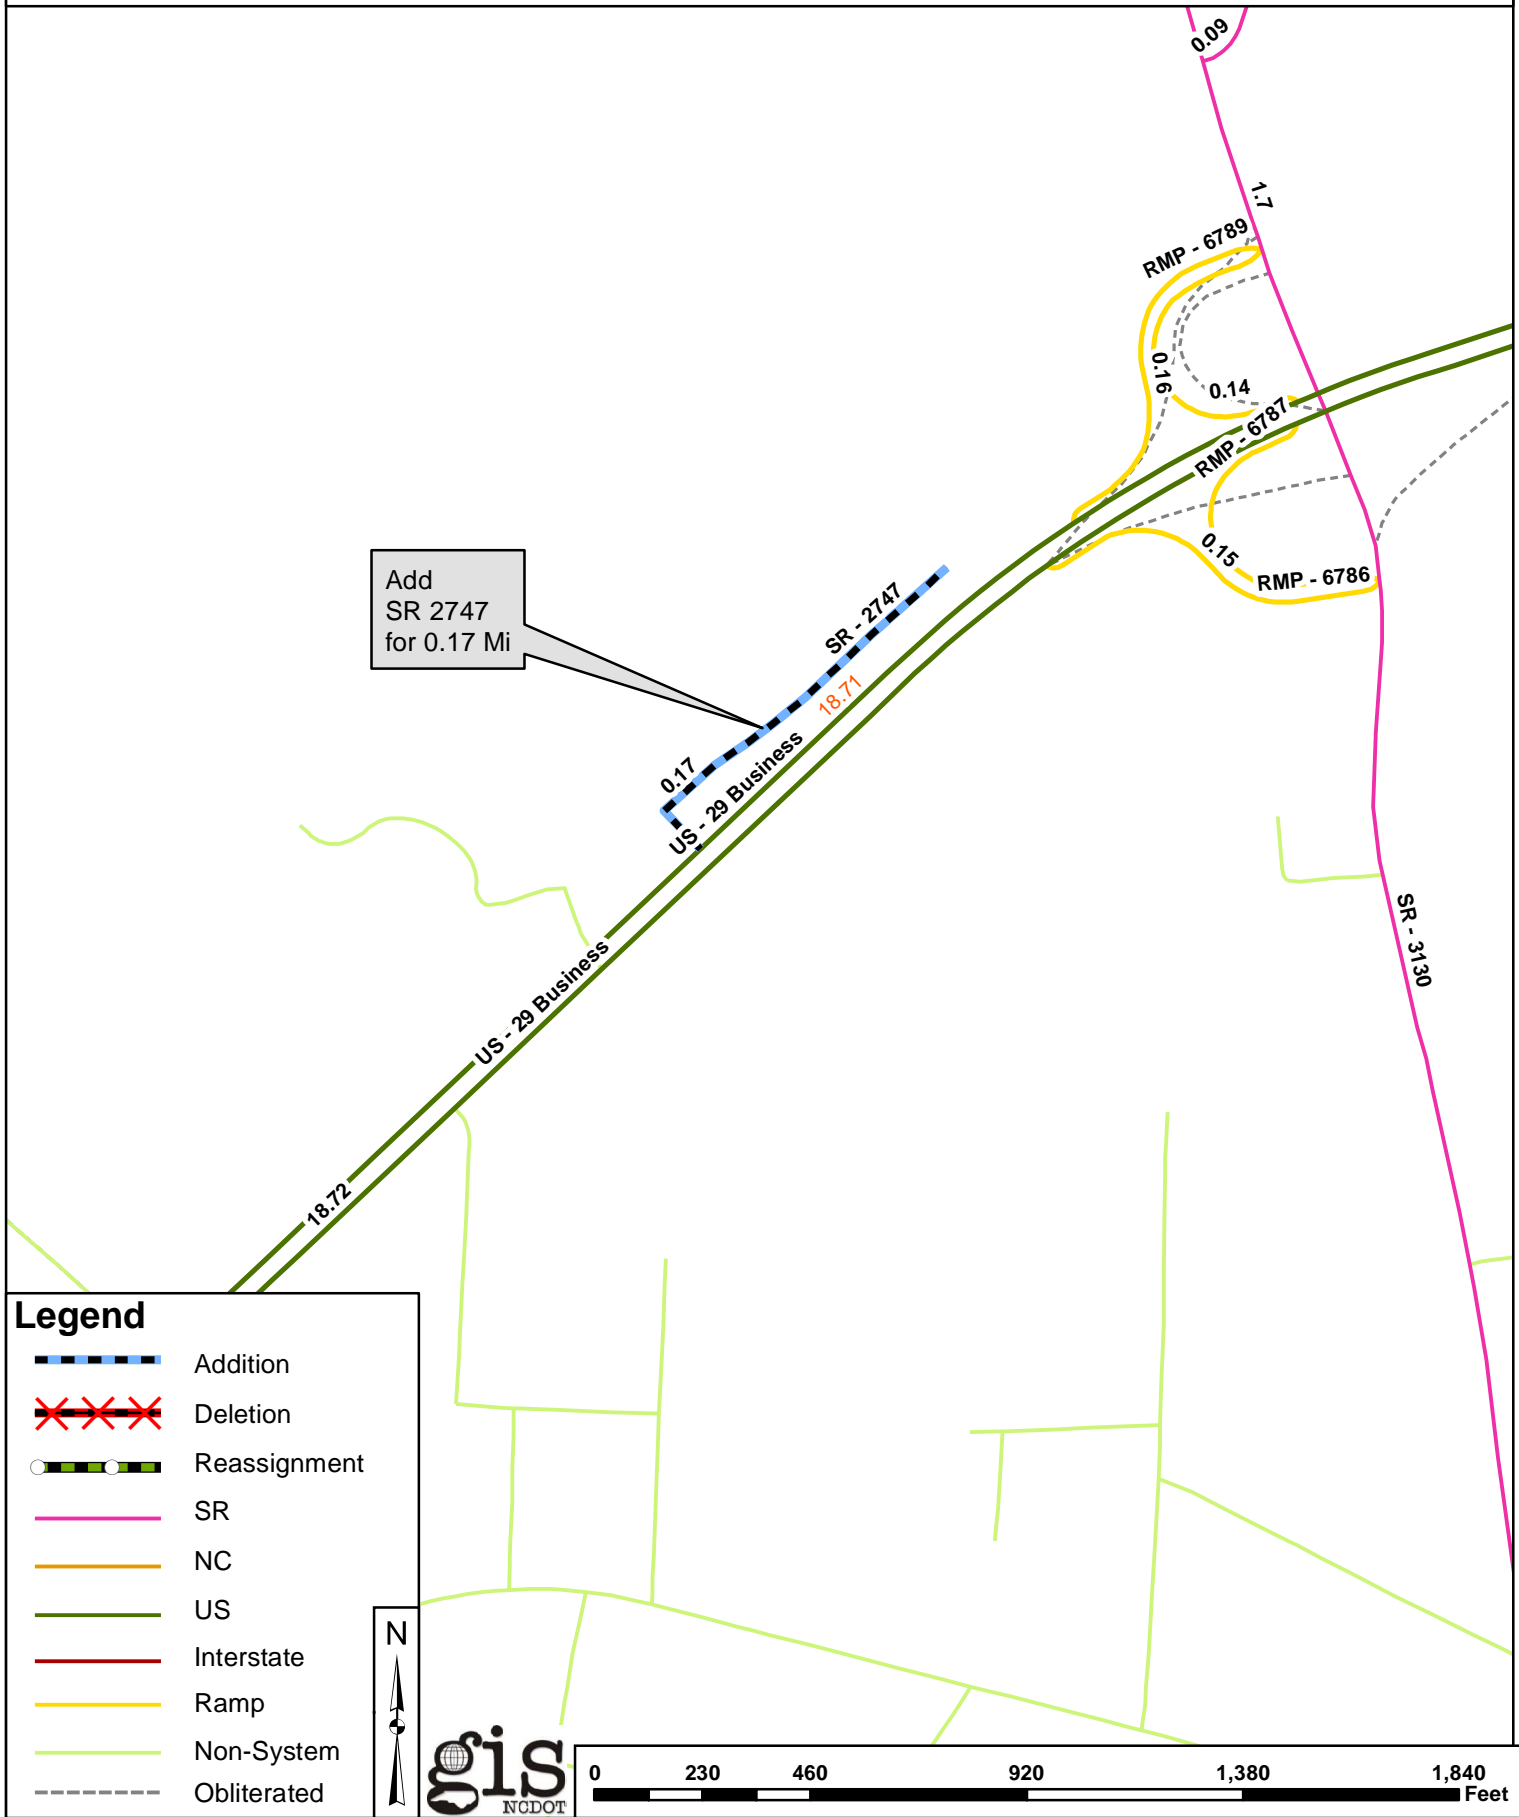 0.09
1.7
RMP - 6789
0.16
0.14
RMP - 6787
0.15
RMP - 6786
Add
SR 2747
for 0.17 Mi
SR - 2747
18.71
0.17
US - 29 Business
SR - 3130
US - 29 Business
18.72
Legend
Addition
Deletion
Reassignment
SR
NC
US
Interstate
Ramp
Non-System
Obliterated
N
gis
NCDOT
0 230 460 920 1,380 1,840
Feet